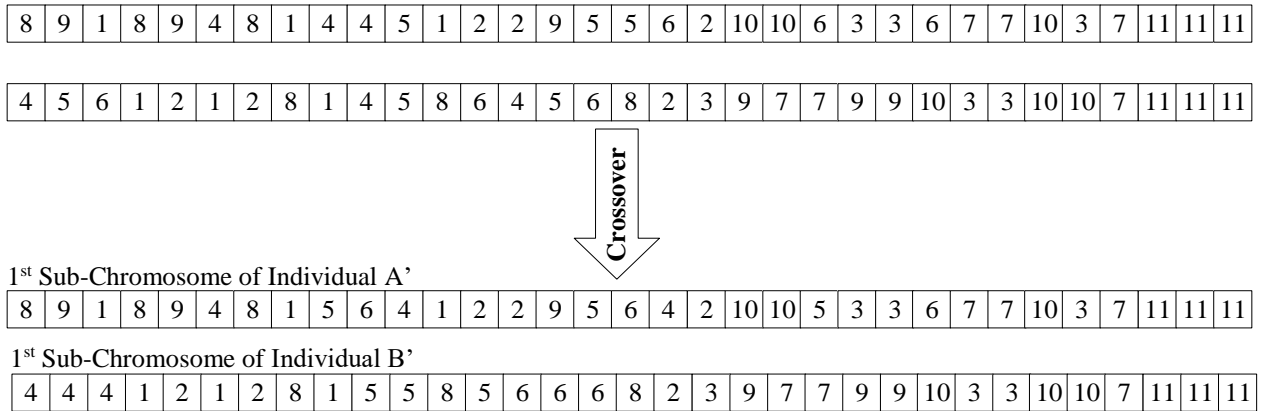 8 9 1 8 9 4 8 1 4 4 5 1 2 2 9 5 5 6 2 10 10 6 3 3 6 7 7 10 3 7 11 11 11
4 5 6 1 2 1 2 8 1 4 5 8 6 4 5 6 8 2 3 9 7 7 9 9 10 3 3 10 10 7 11 11 11
Crossover
1st Sub-Chromosome of Individual A’
8 9 1 8 9 4 8 1 5 6 4 1 2 2 9 5 6 4 2 10 10 5 3 3 6 7 7 10 3 7 11 11 11
1st Sub-Chromosome of Individual B’
4 4 4 1 2 1 2 8 1 5 5 8 5 6 6 6 8 2 3 9 7 7 9 9 10 3 3 10 10 7 11 11 11